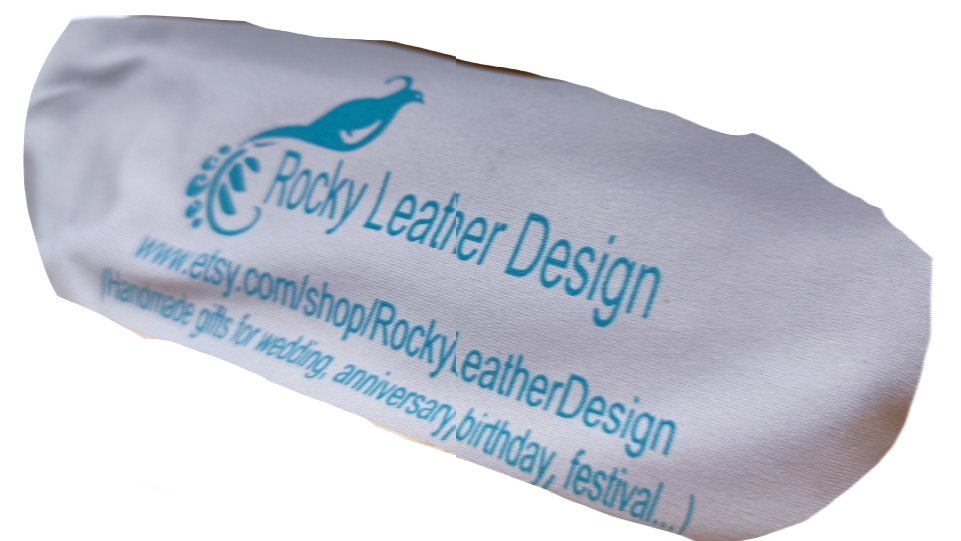 Rocky Leather Design
www.etsy.com/shop/RockyLeatherDesign
(Handmade gifts for wedding, anniversary, birthday, festival...)